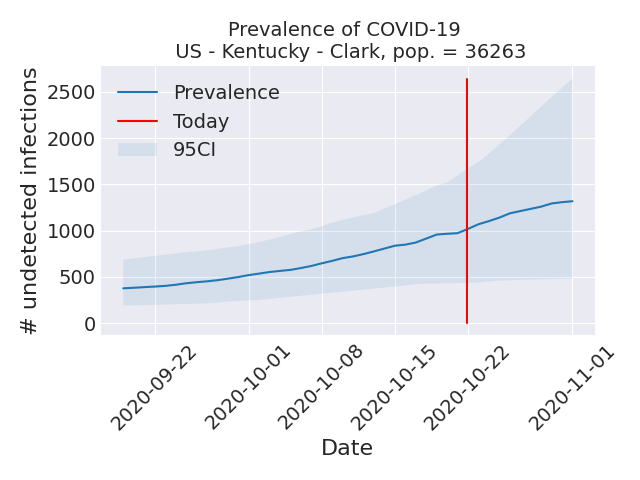 Prevalence of COVID-19
US - Kentucky - Clark, pop. = 36263
# undetected infections
2500
2000
1500
1000
500
0
Prevalence
Today
95CI
2020-09-22
2020-10-01
2020-10-08
2020-10-15
2020-10-22
2020-11-01
Date